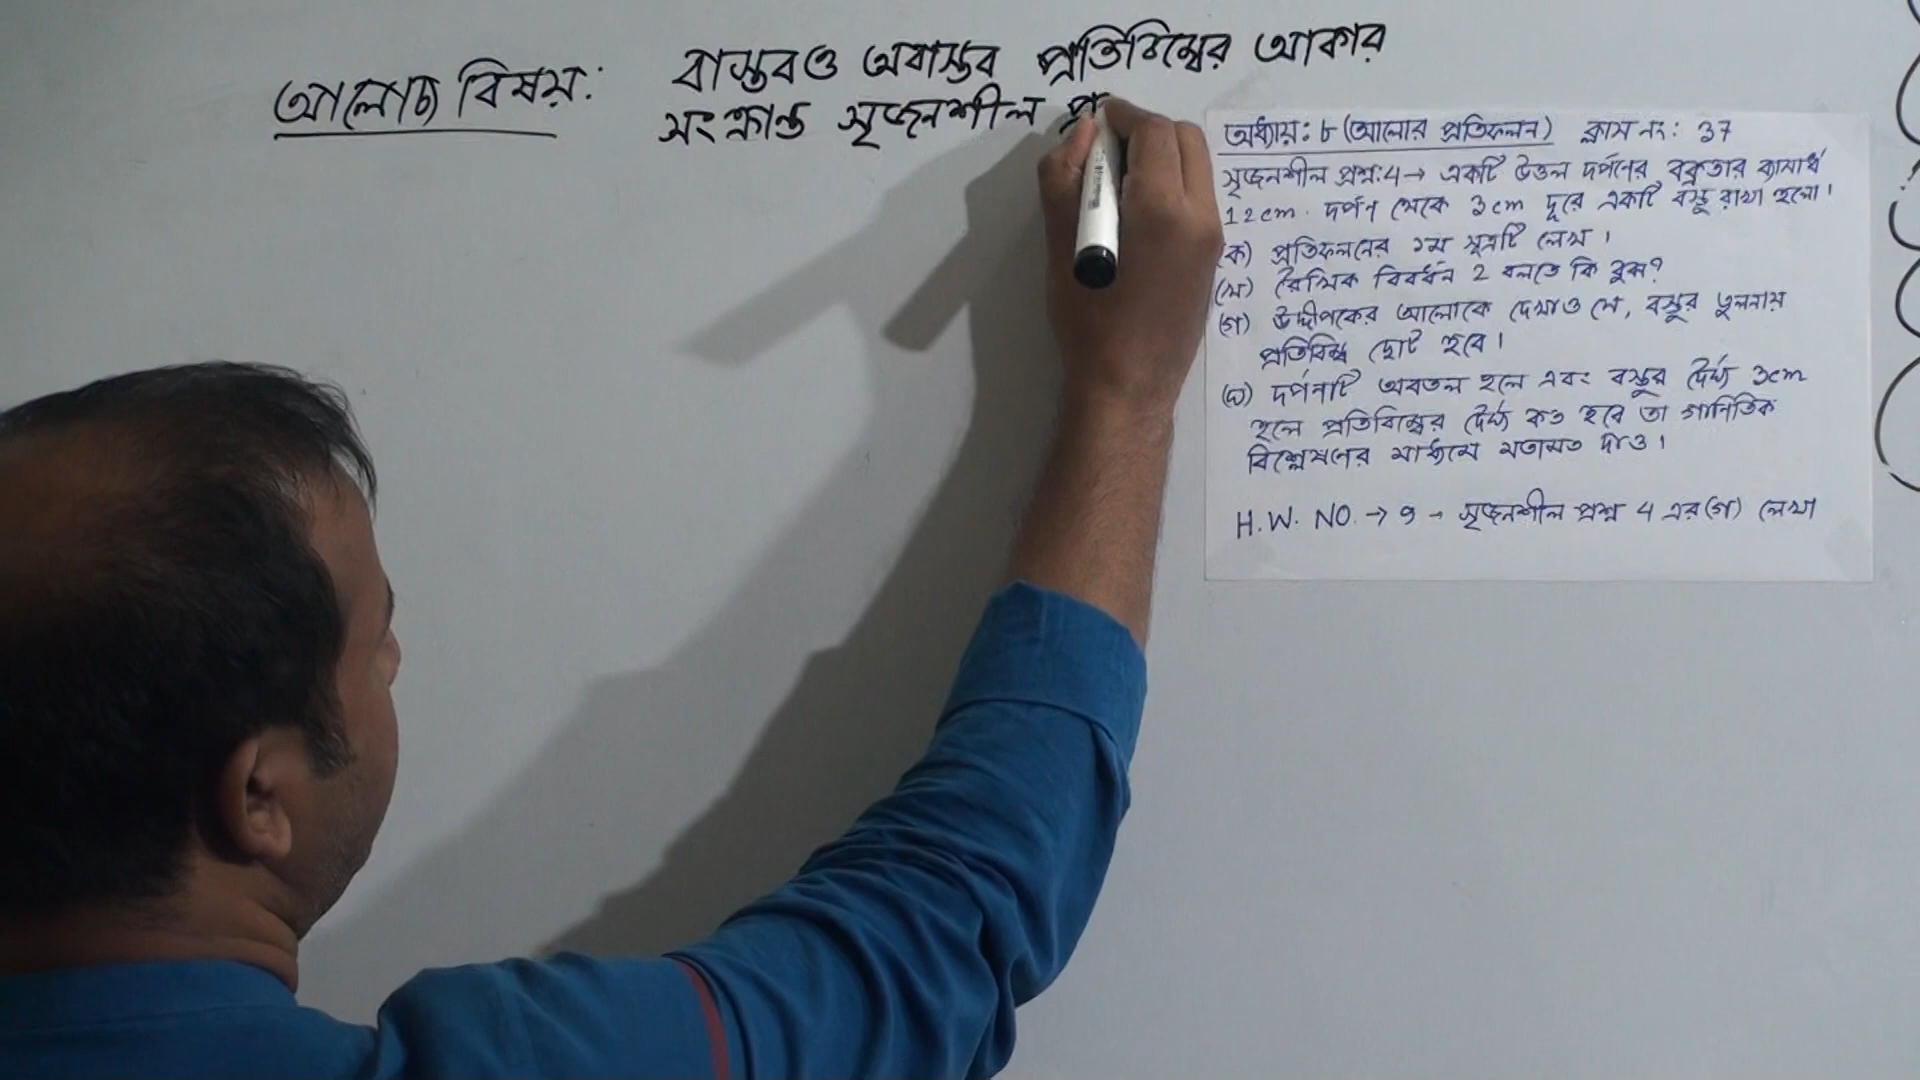 আলোচ্য বিষয়: বাস্তব ও অবাস্তব প্রতিবিম্বের আকার
সংক্রান্ত সৃজনশীল প্র
অধ্যায়: ৮ (আলোর প্রতিফলন) ক্লাস নং: 37
সৃজনশীল প্রশ্ন:4→ একটি উত্তল দর্পণের বক্রতার ব্যাসার্ধ
12cm. দর্পণ থেকে 3cm দূরে একটি বস্তু রাখা হলো।
(ক) প্রতিফলনের ১ম সূত্রটি লেখ।
(খ) রৈখিক বিবর্ধন 2 বলতে কি বুঝ?
(গ) উদ্দীপকের আলোকে দেখাও যে, বস্তুর তুলনায়
প্রতিবিম্ব ছোট হবে।
(ঘ) দর্পণটি অবতল হলে এবং বস্তুর দৈর্ঘ্য 3cm
হলে প্রতিবিম্বের দৈর্ঘ্য কত হবে তা গাণিতিক
বিশ্লেষণের মাধ্যমে মতামত দাও।
H.W. NO. → 9 → সৃজনশীল প্রশ্ন 4 এর (গ) লেখা